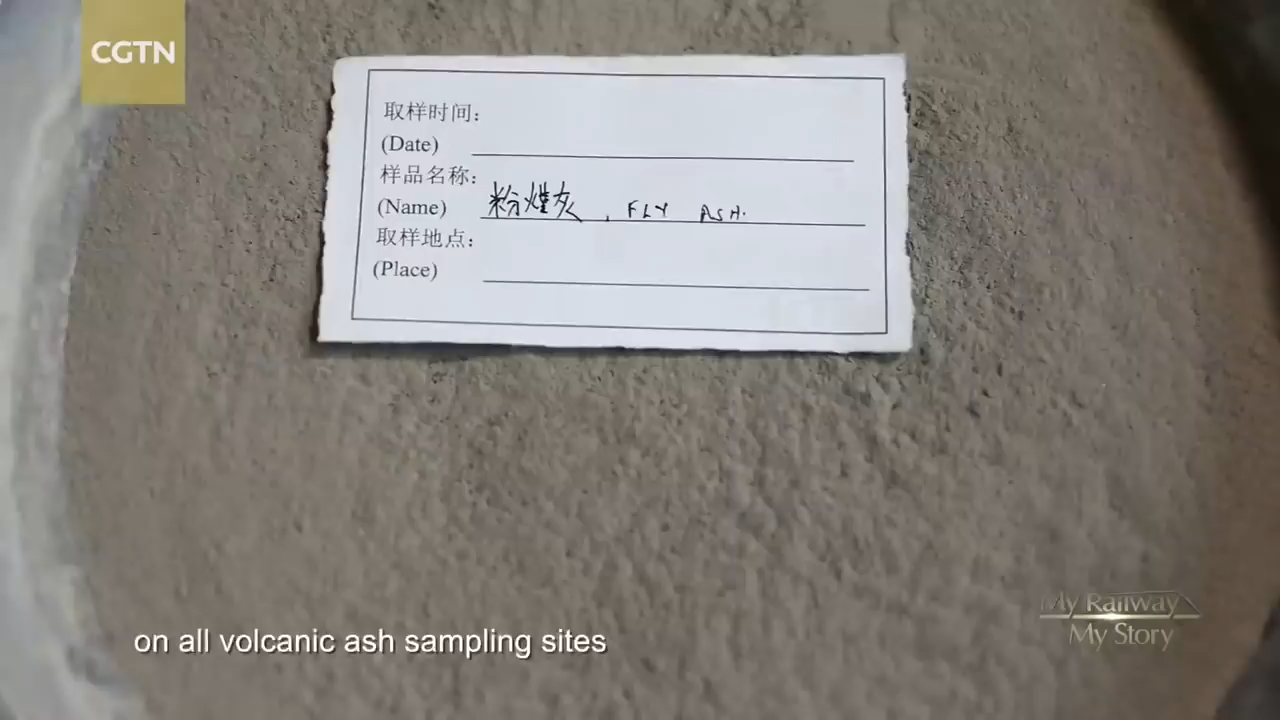 CGTN
取样时间:
(Date)
样品名称:
(Name) 粉煤灰, FLY ASH.
取样地点:
(Place)
My Railway
My Story
on all volcanic ash sampling sites